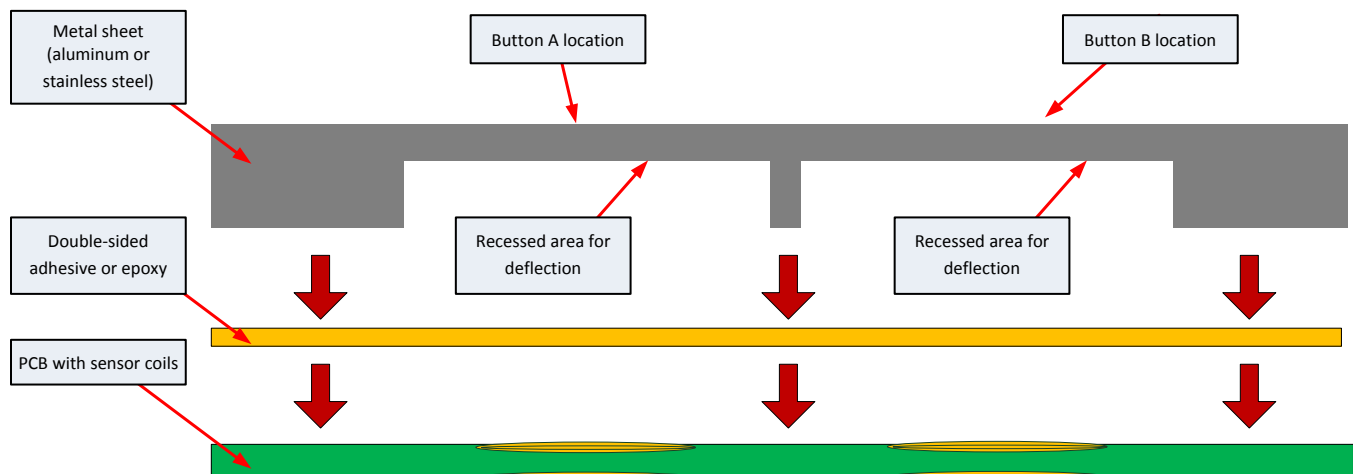 Metal sheet
(aluminum or
stainless steel)
Button A location
Button B location
Double-sided
adhesive or epoxy
Recessed area for
deflection
Recessed area for
deflection
PCB with sensor coils